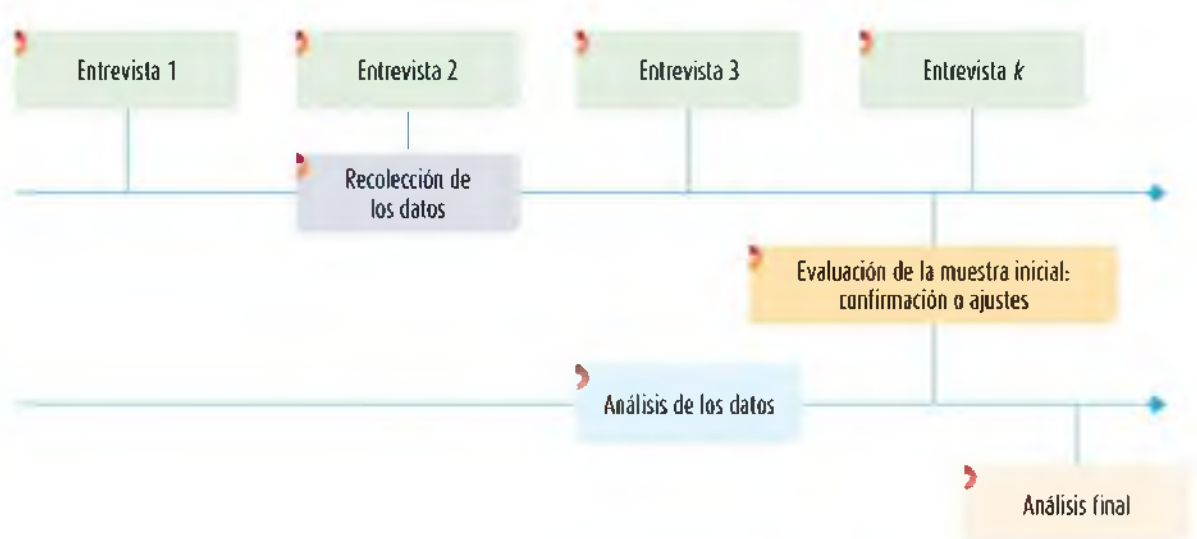 Entrevista 1
Entrevista 2
Entrevista 3
Entrevista k
Recolección de
los datos
Evaluación de la muestra inicial:
confirmación o ajustes
Análisis de los datos
Análisis final